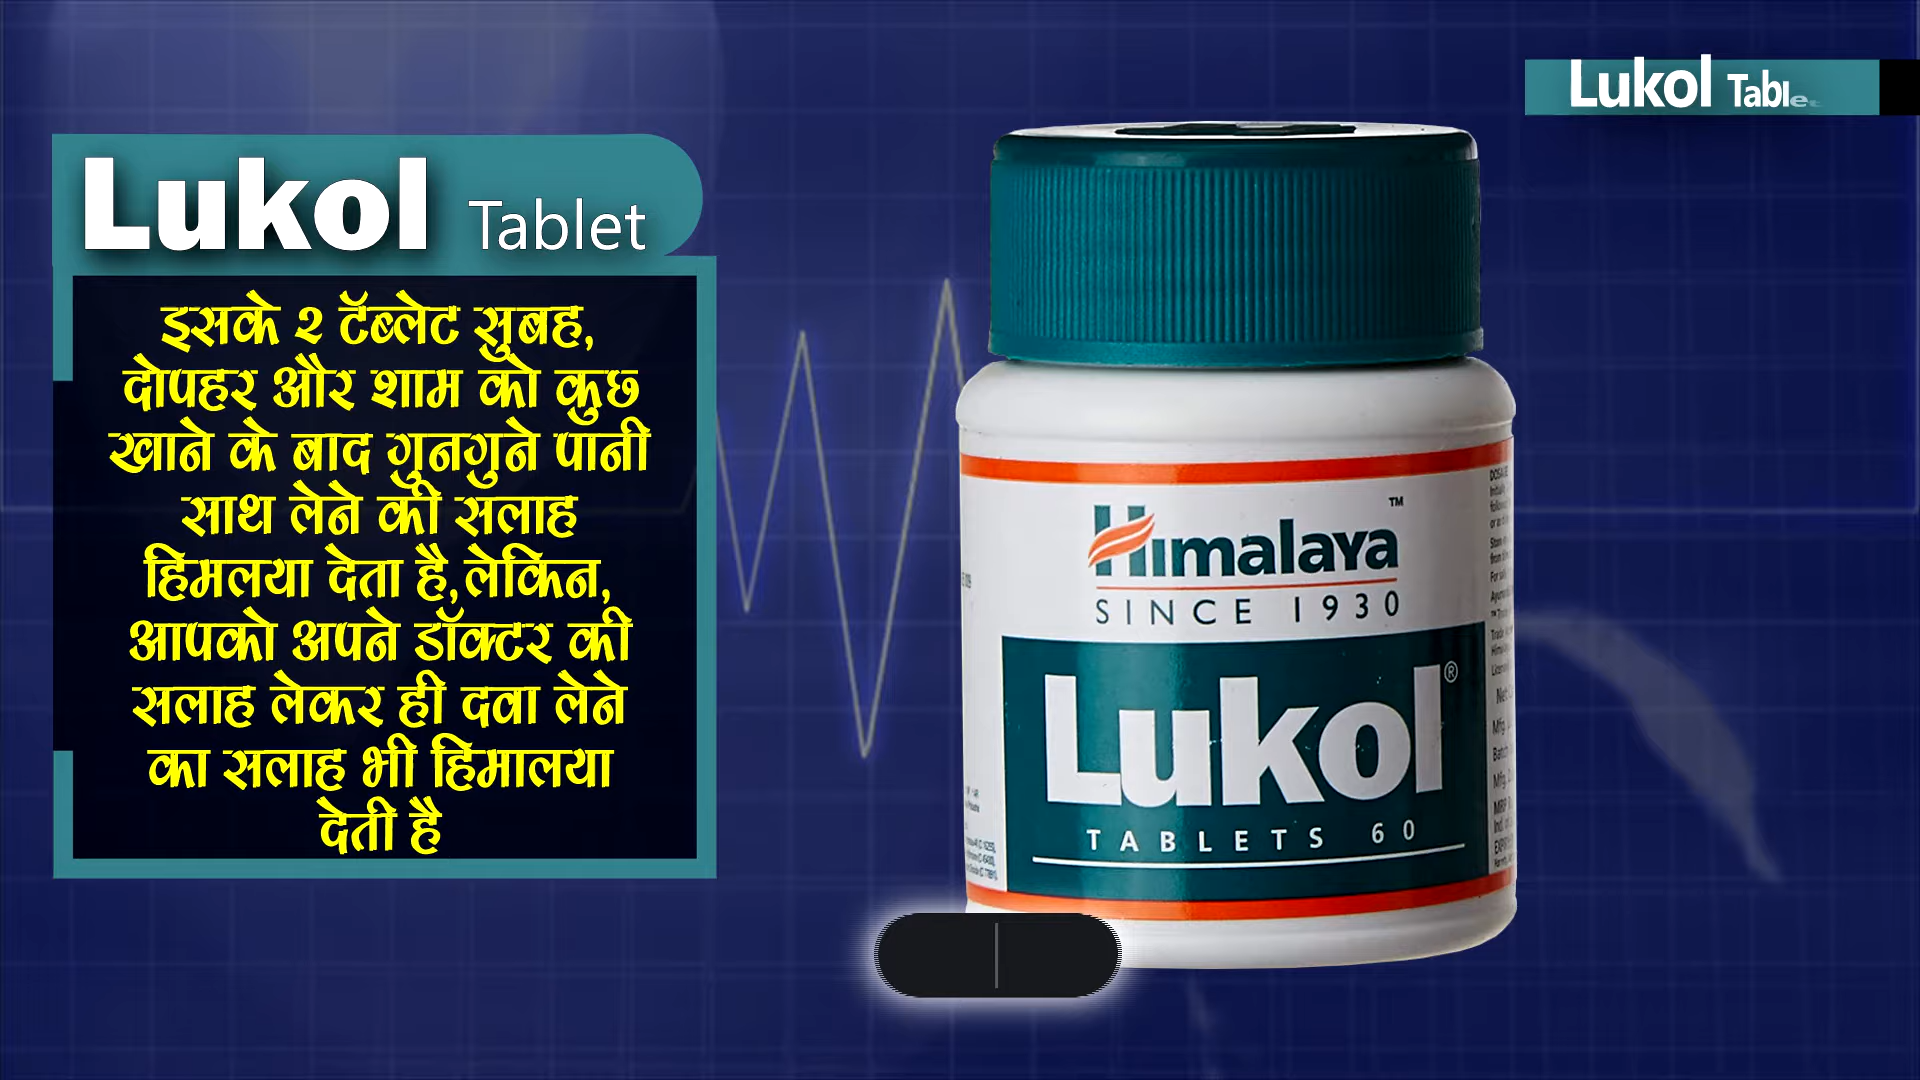 Lukol Table
Lukol Tablet
इसके २ टॅब्लेट सुबह,
दोपहर और शाम को कुछ
खाने के बाद गुनगुने पानी
साथ लेने की सलाह
हिमलया देता है,लेकिन,
आपको अपने डॉक्टर की
सलाह लेकर ही दवा लेने
का सलाह भी हिमालया
देती है
Himalaya™
SINCE 1930
Lukol®
TABLETS 60